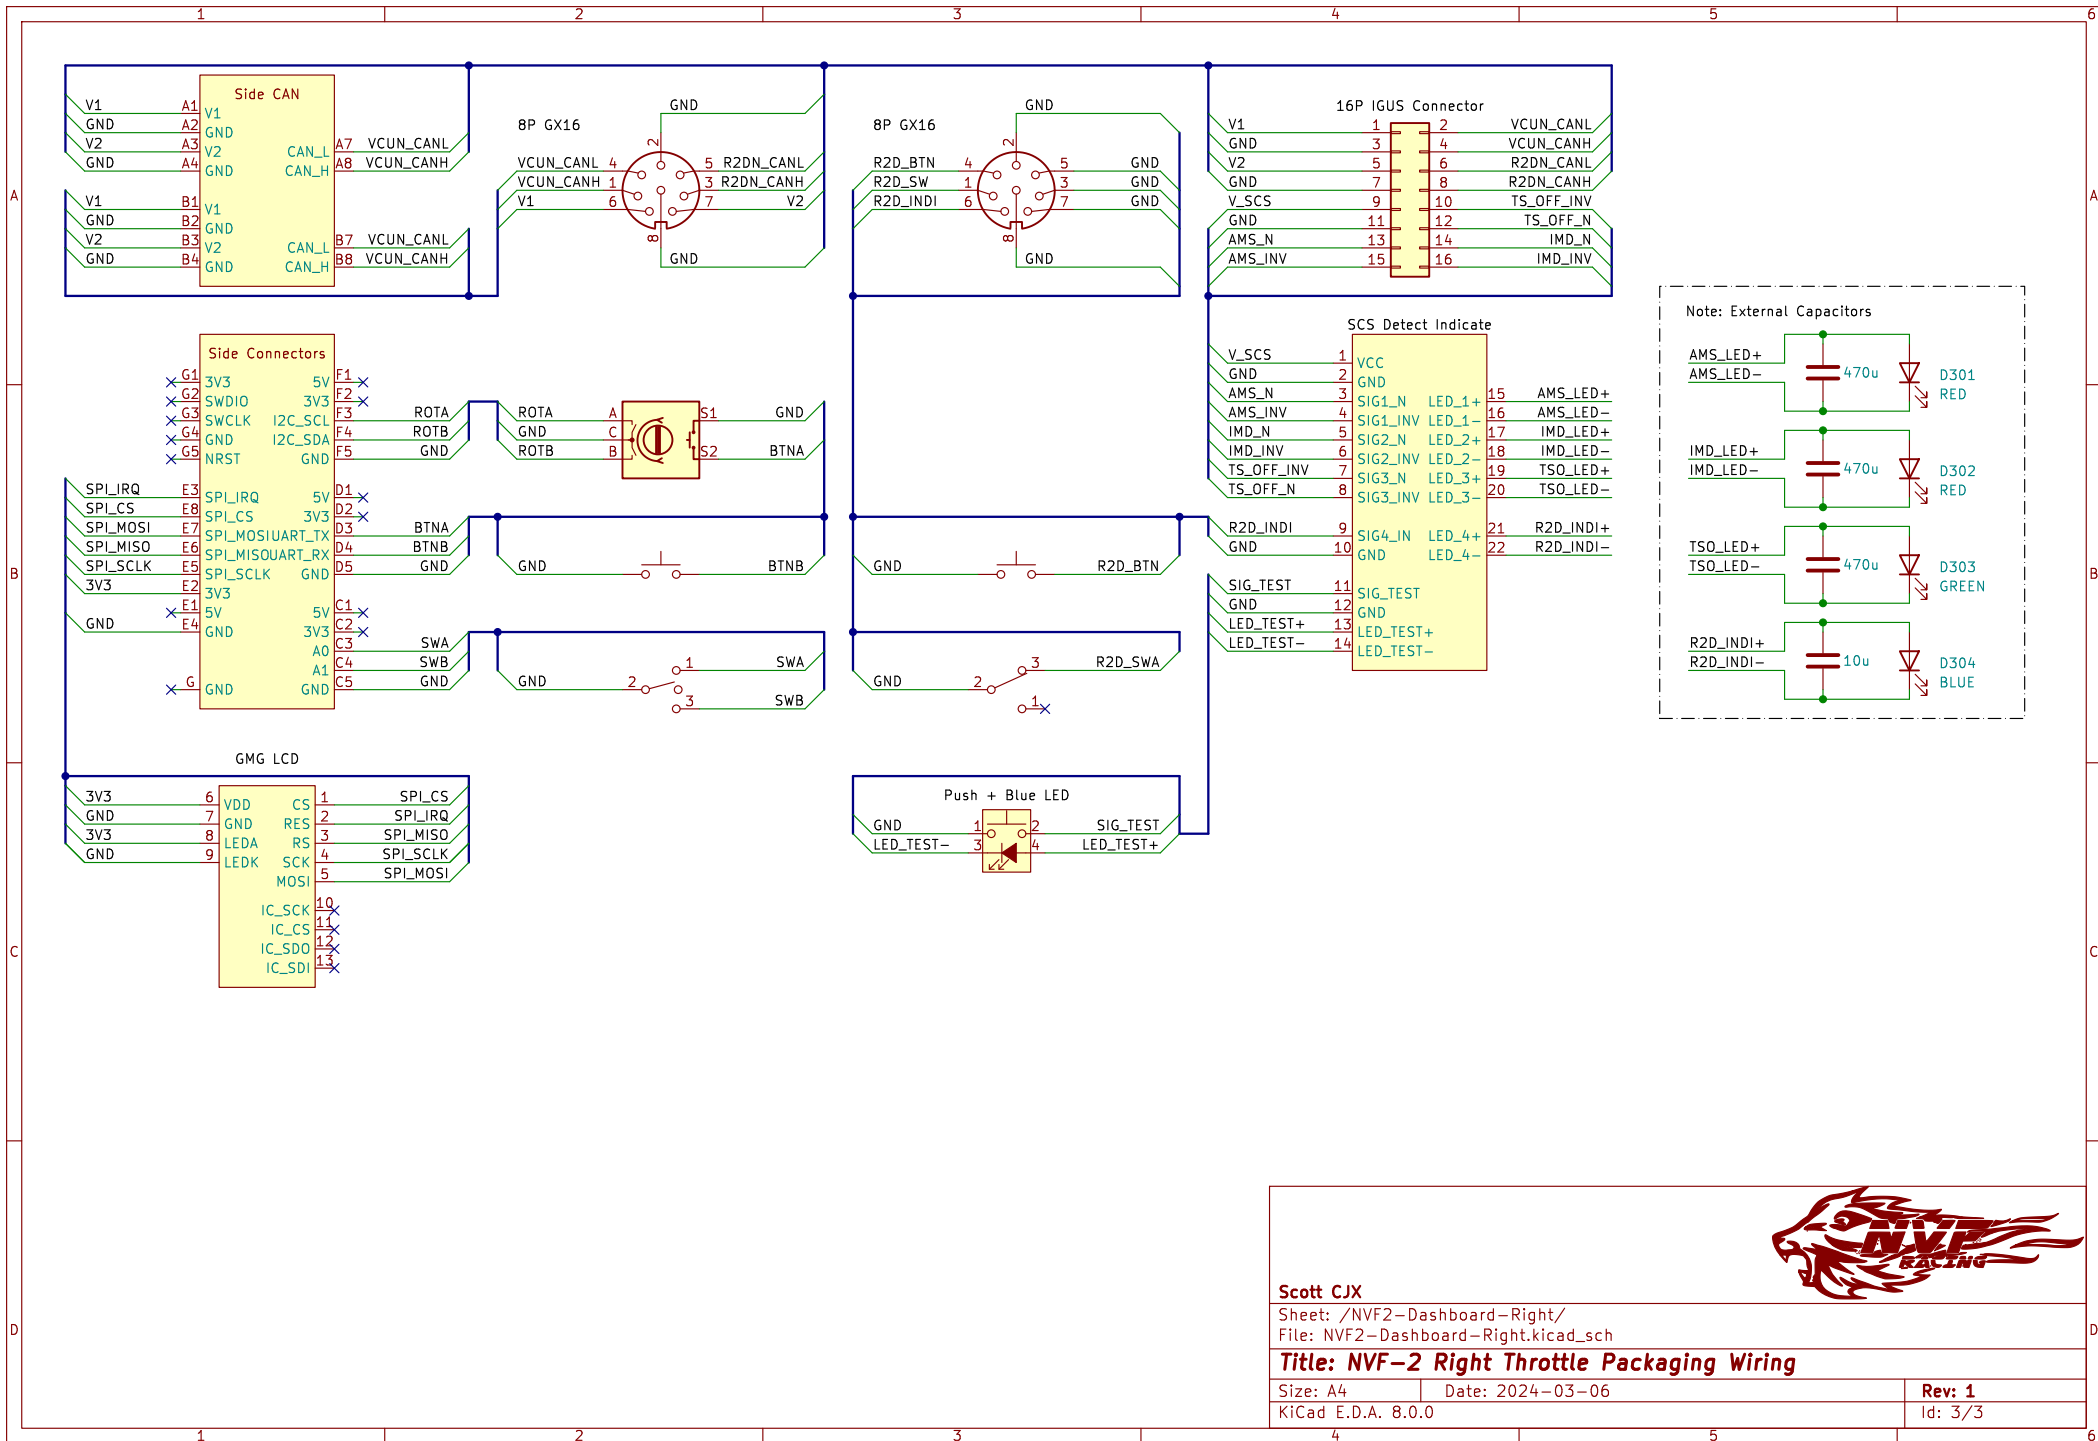 1 2 3 4 5 6
A A
B B
C C
D D
1 2 3 4 5 6
Side CAN
V1 A1 V1
GND A2 GND
V2 A3 V2
GND A4 GND
CAN_L A7 VCUN_CANL
CAN_H A8 VCUN_CANH
V1 B1 V1
GND B2 GND
V2 B3 V2
GND B4 GND
CAN_L B7 VCUN_CANL
CAN_H B8 VCUN_CANH
8P GX16
GND
2
VCUN_CANL 4 5 R2DN_CANL
VCUN_CANH 1 3 R2DN_CANH
V1 6 7 V2
8
GND
8P GX16
GND
2
R2D_BTN 4 5 GND
R2D_SW 1 3 GND
R2D_INDI 6 7 GND
8
GND
16P IGUS Connector
V1 1 2 VCUN_CANL
GND 3 4 VCUN_CANH
V2 5 6 R2DN_CANL
GND 7 8 R2DN_CANH
V_SCS 9 10 TS_OFF_INV
GND 11 12 TS_OFF_N
AMS_N 13 14 IMD_N
AMS_INV 15 16 IMD_INV
Side Connectors
G1 3V3 5V F1
G2 SWDIO 3V3 F2
G3 SWCLK I2C_SCL F3 ROTA
G4 GND I2C_SDA F4 ROTB
G5 NRST GND F5 GND
SPI_IRQ E3 SPI_IRQ 5V D1
SPI_CS E8 SPI_CS 3V3 D2
SPI_MOSI E7 SPI_MOSI UART_TX D3 BTNA
SPI_MISO E6 SPI_MISO UART_RX D4 BTNB
SPI_SCLK E5 SPI_SCLK GND D5 GND
3V3 E2 3V3
E1 5V 5V C1
GND E4 GND 3V3 C2
A0 C3 SWA
A1 C4 SWB
G GND GND C5 GND
ROTA A S1 GND
GND C
ROTB B S2 BTNA
GND BTNB
GND 2 1 SWA
3 SWB
GND R2D_BTN
GND 2 3 R2D_SWA
1
SCS Detect Indicate
V_SCS 1 VCC
GND 2 GND
AMS_N 3 SIG1_N LED_1+ 15 AMS_LED+
AMS_INV 4 SIG1_INV LED_1- 16 AMS_LED-
IMD_N 5 SIG2_N LED_2+ 17 IMD_LED+
IMD_INV 6 SIG2_INV LED_2- 18 IMD_LED-
TS_OFF_INV 7 SIG3_N LED_3+ 19 TSO_LED+
TS_OFF_N 8 SIG3_INV LED_3- 20 TSO_LED-
R2D_INDI 9 SIG4_IN LED_4+ 21 R2D_INDI+
GND 10 GND LED_4- 22 R2D_INDI-
SIG_TEST 11 SIG_TEST
GND 12 GND
LED_TEST+ 13 LED_TEST+
LED_TEST- 14 LED_TEST-
Note: External Capacitors
AMS_LED+
AMS_LED-
470u
D301
RED
IMD_LED+
IMD_LED-
470u
D302
RED
TSO_LED+
TSO_LED-
470u
D303
GREEN
R2D_INDI+
R2D_INDI-
10u
D304
BLUE
GMG LCD
3V3 6 VDD CS 1 SPI_CS
GND 7 GND RES 2 SPI_IRQ
3V3 8 LEDA RS 3 SPI_MISO
GND 9 LEDK SCK 4 SPI_SCLK
MOSI 5 SPI_MOSI
IC_SCK 10
IC_CS 11
IC_SDO 12
IC_SDI 13
Push + Blue LED
GND 1 2 SIG_TEST
LED_TEST- 3 4 LED_TEST+
NVF
RACING
Scott CJX
Sheet: /NVF2-Dashboard-Right/
File: NVF2-Dashboard-Right.kicad_sch
Title: NVF-2 Right Throttle Packaging Wiring
Size: A4 Date: 2024-03-06 Rev: 1
KiCad E.D.A. 8.0.0 Id: 3/3